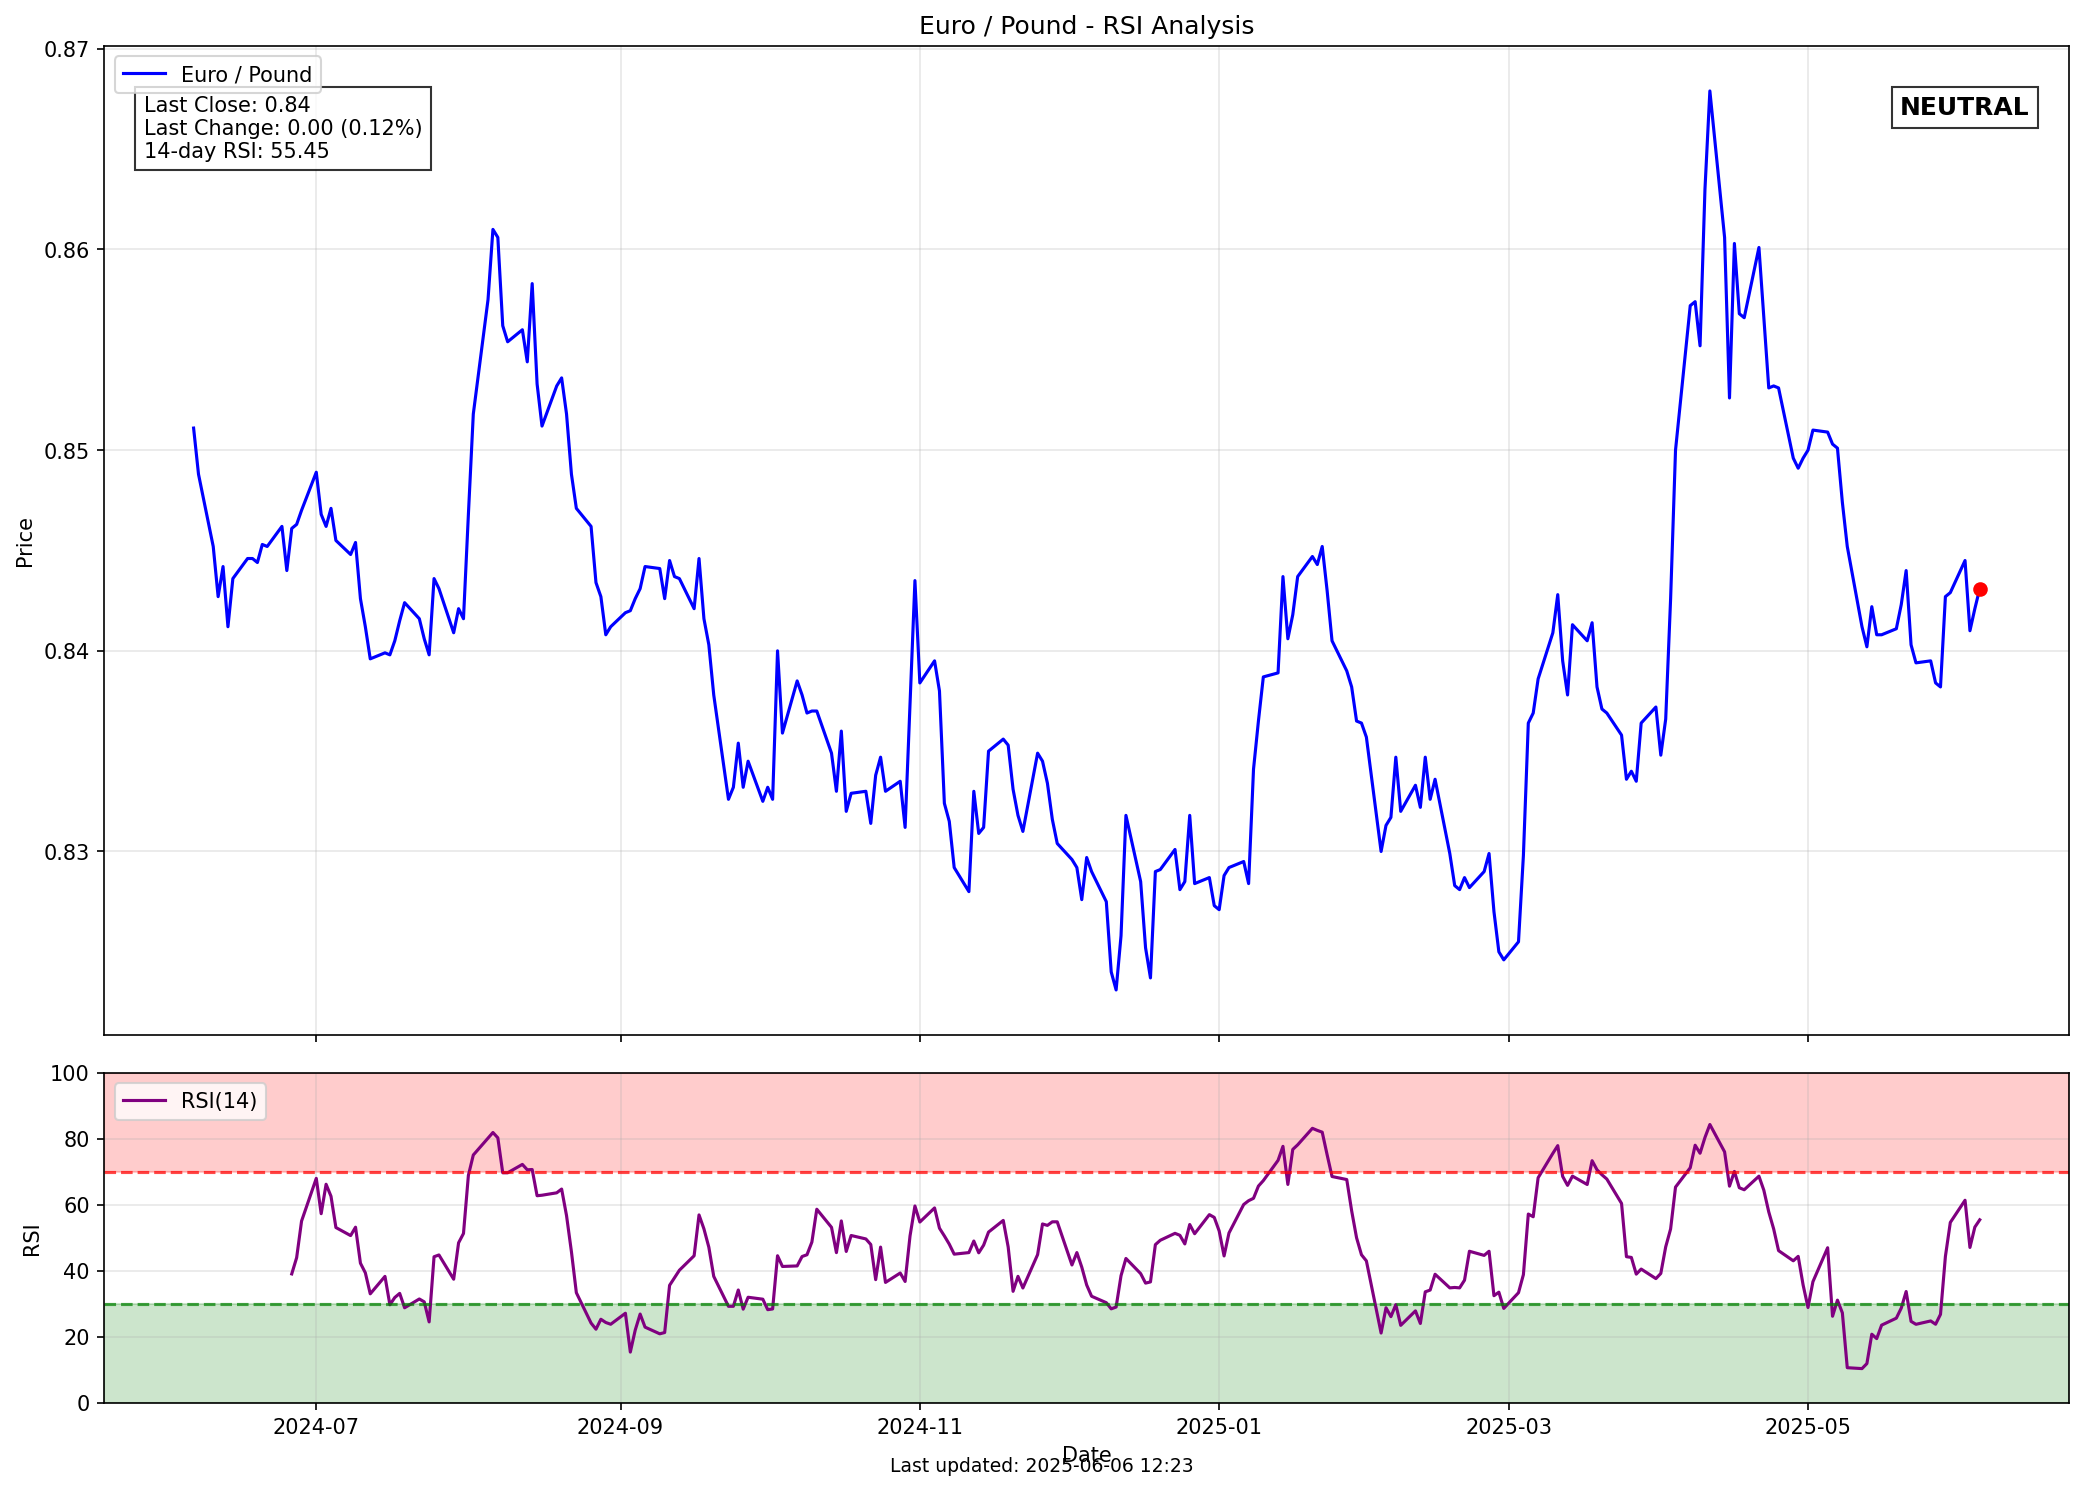 Euro / Pound - RSI Analysis
Euro / Pound
Last Close: 0.84
Last Change: 0.00 (0.12%)
14-day RSI: 55.45
NEUTRAL
0.87
0.86
0.85
0.84
0.83
Price
RSI(14)
100
80
60
40
20
0
RSI
2024-07
2024-09
2024-11
2025-01
2025-03
2025-05
Date
Last updated: 2025-06-06 12:23